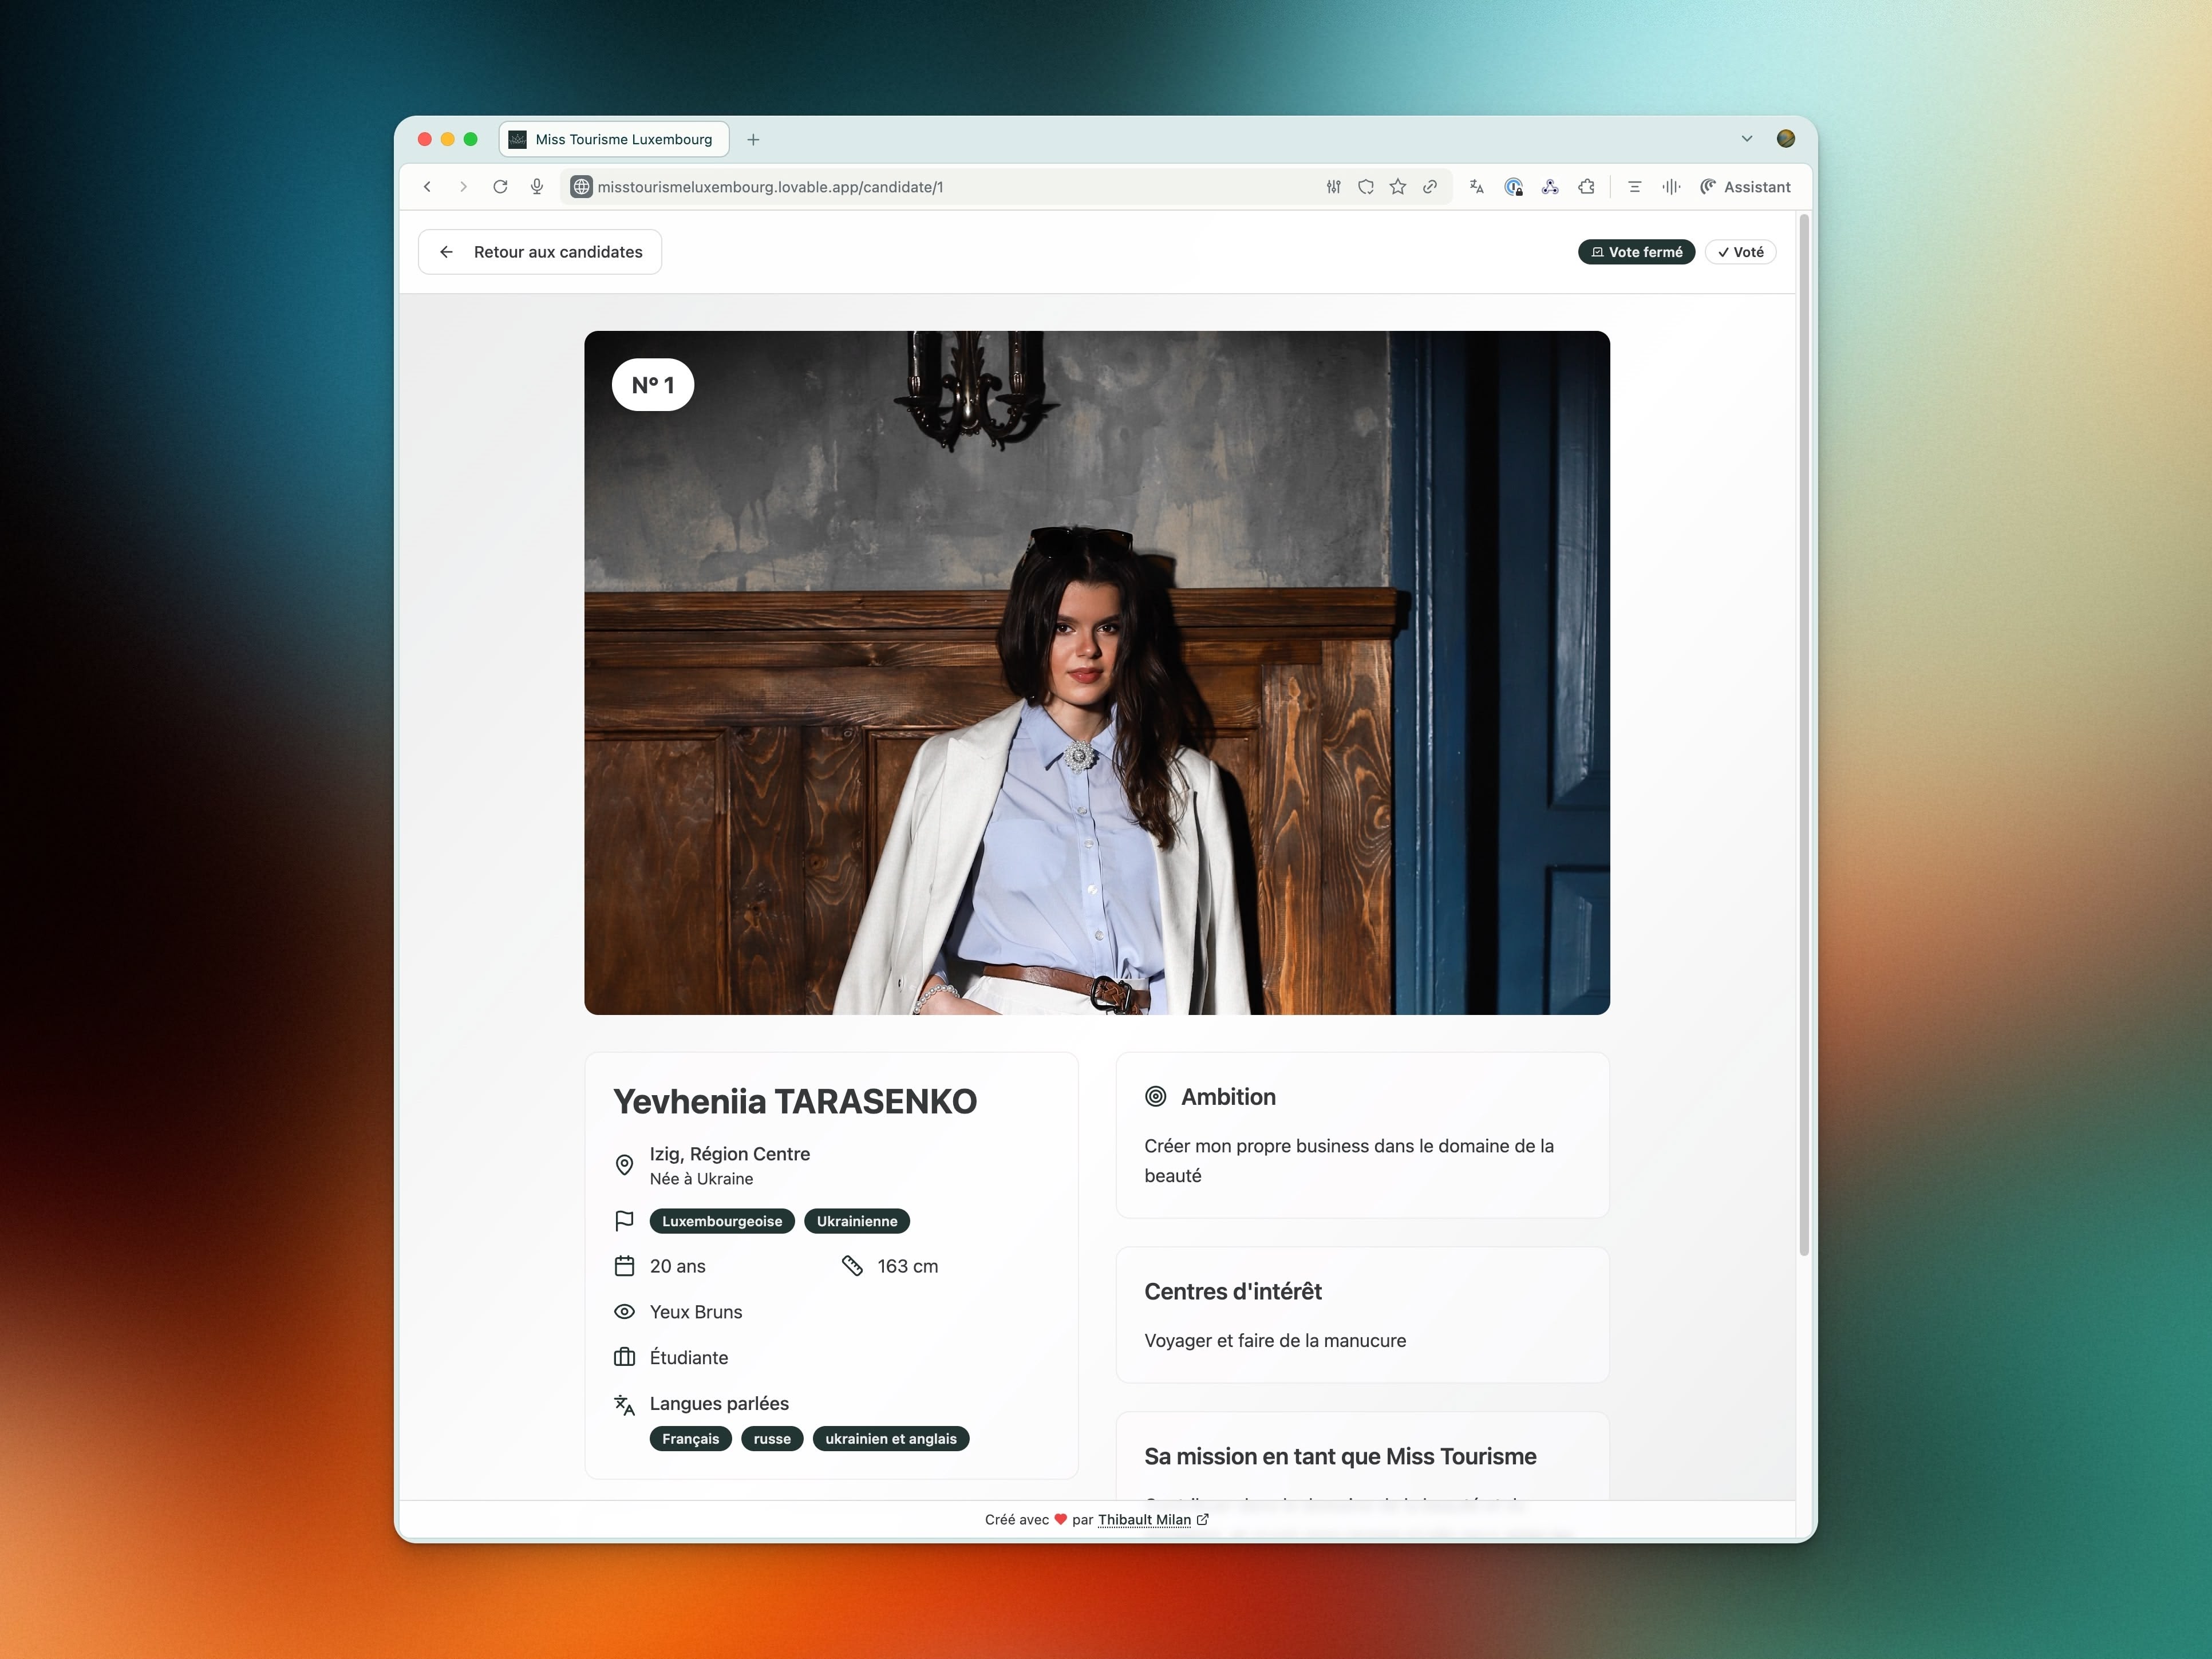 Miss Tourisme Luxembourg
misstourismeluxembourg.lovable.app/candidate/1
Assistant
Retour aux candidates
Vote fermé
Voté
N° 1
Yevheniia TARASENKO
Izig, Région Centre
Née à Ukraine
Luxembourgeoise
Ukrainienne
20 ans
163 cm
Yeux Bruns
Étudiante
Langues parlées
Français
russe
ukrainien et anglais
Ambition
Créer mon propre business dans le domaine de la
beauté
Centres d'intérêt
Voyager et faire de la manucure
Sa mission en tant que Miss Tourisme
Créé avec ❤️ par Thibault Milan